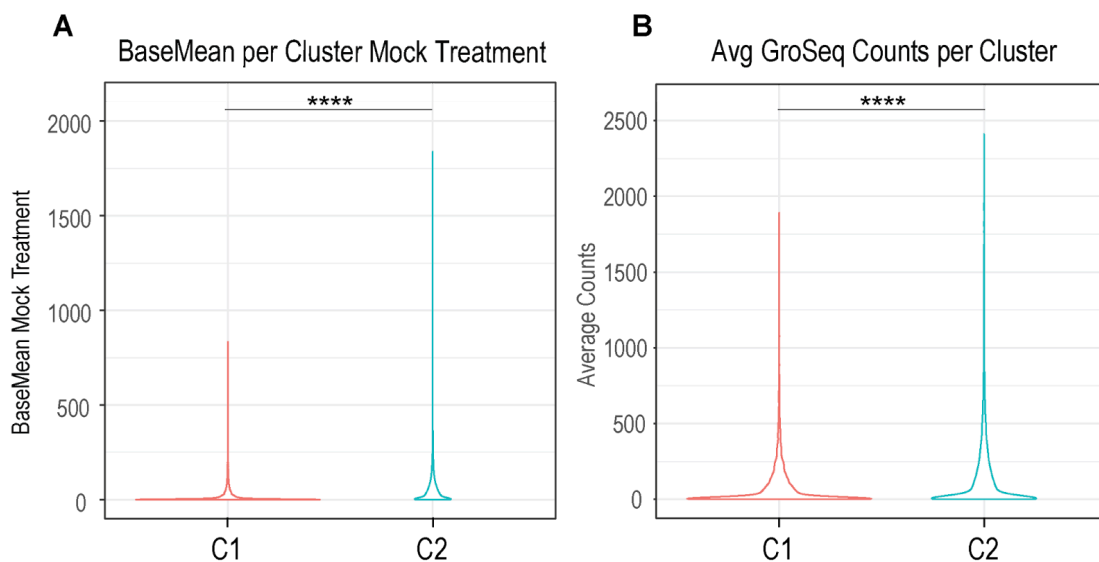 A
BaseMean per Cluster Mock Treatment
****
BaseMean Mock Treatment
2000
1500
1000
500
0
C1
C2
B
Avg GroSeq Counts per Cluster
****
Average Counts
2500
2000
1500
1000
500
0
C1
C2